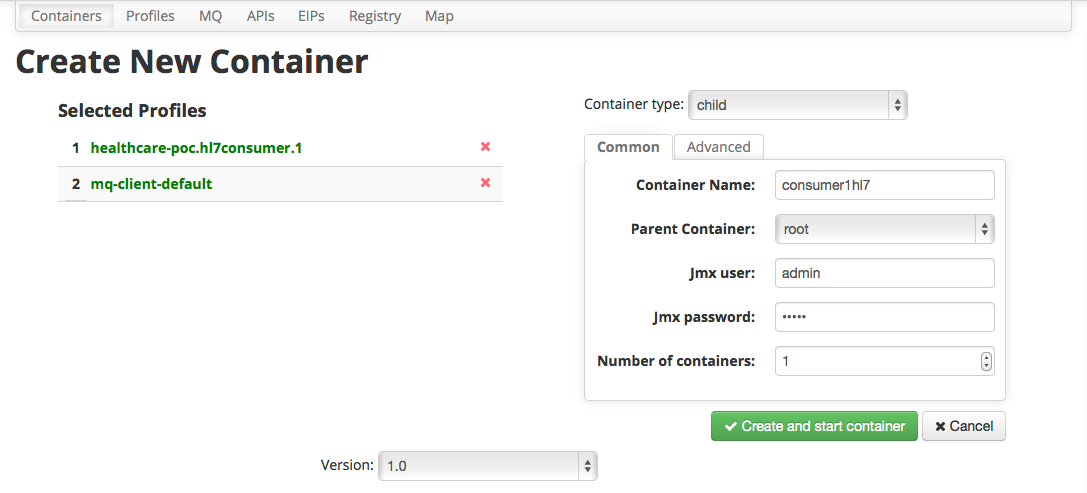 Containers Profiles MQ APIs EIPs Registry Map
Create New Container
Selected Profiles
1 healthcare-poc.hl7consumer.1
2 mq-client-default
Container type: child
Common Advanced
Container Name: consumer1hl7
Parent Container: root
Jmx user: admin
Jmx password: •••••
Number of containers: 1
Create and start container Cancel
Version: 1.0